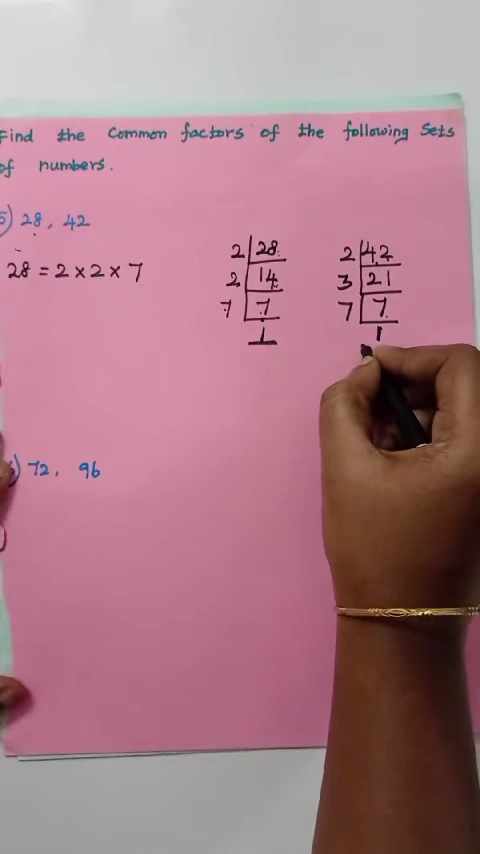 Find the Common factors of the following Sets
of numbers.
5) 28, 42
28 = 2 × 2 × 7
2 | 28
2 | 14
7 | 7
1
2 | 42
3 | 21
7 | 7
1
) 72, 96